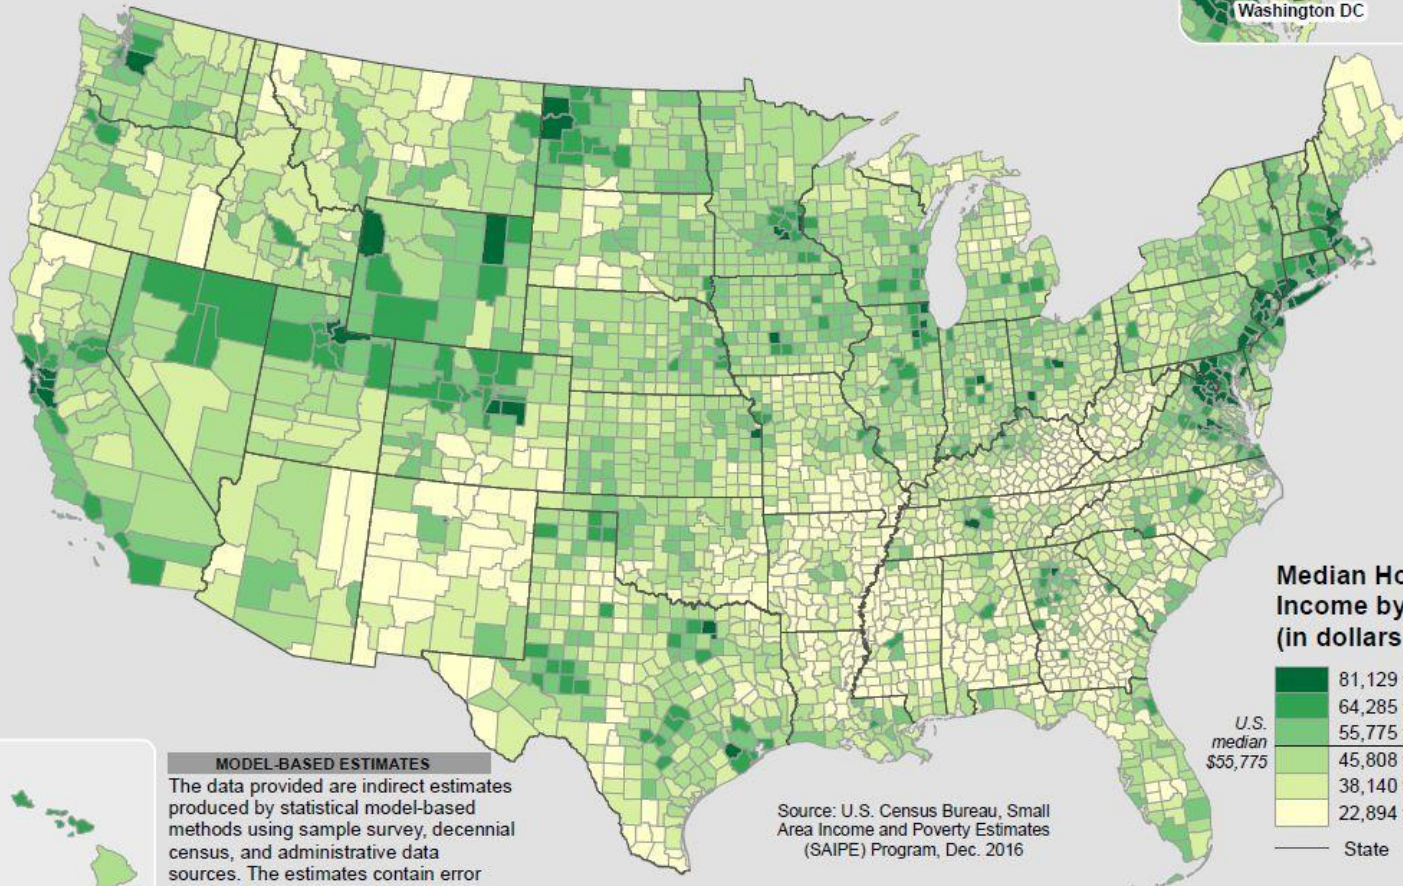 Washington DC
Median Ho
Income by
(in dollars
81,129
64,285
55,775
45,808
38,140
22,894
U.S.
median
$55,775
State
MODEL-BASED ESTIMATES
The data provided are indirect estimates
produced by statistical model-based
methods using sample survey, decennial
census, and administrative data
sources. The estimates contain error
Source: U.S. Census Bureau, Small
Area Income and Poverty Estimates
(SAIPE) Program, Dec. 2016